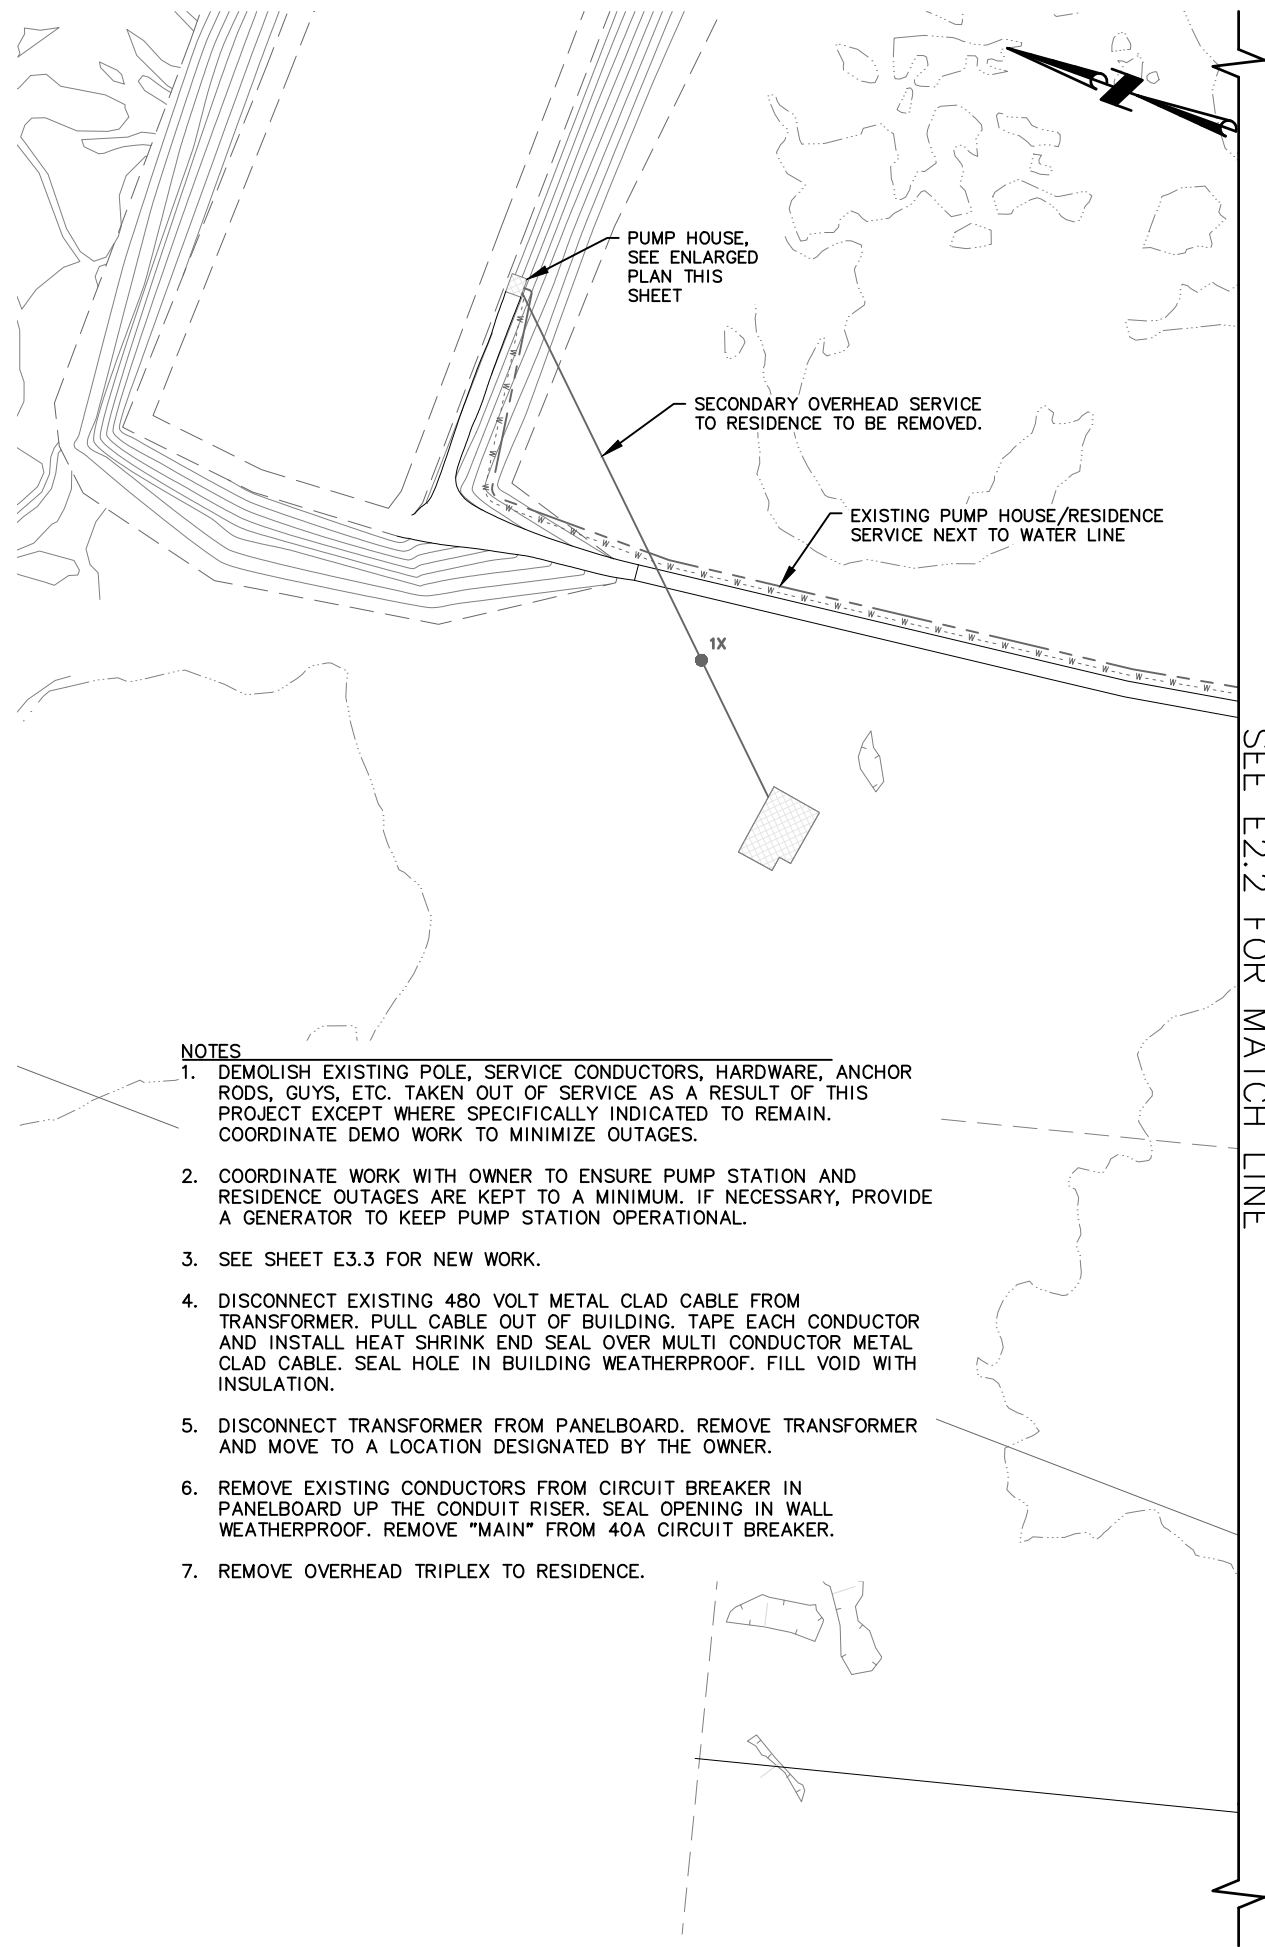 PUMP HOUSE,
SEE ENLARGED
PLAN THIS
SHEET
SECONDARY OVERHEAD SERVICE
TO RESIDENCE TO BE REMOVED.
EXISTING PUMP HOUSE/RESIDENCE
SERVICE NEXT TO WATER LINE
1X
W W W W W W W W W W W W W W W W W W W W W W W W W W W W
SEE E2.2 FOR MATCH LINE
NOTES
1. DEMOLISH EXISTING POLE, SERVICE CONDUCTORS, HARDWARE, ANCHOR
RODS, GUYS, ETC. TAKEN OUT OF SERVICE AS A RESULT OF THIS
PROJECT EXCEPT WHERE SPECIFICALLY INDICATED TO REMAIN.
COORDINATE DEMO WORK TO MINIMIZE OUTAGES.
2. COORDINATE WORK WITH OWNER TO ENSURE PUMP STATION AND
RESIDENCE OUTAGES ARE KEPT TO A MINIMUM. IF NECESSARY, PROVIDE
A GENERATOR TO KEEP PUMP STATION OPERATIONAL.
3. SEE SHEET E3.3 FOR NEW WORK.
4. DISCONNECT EXISTING 480 VOLT METAL CLAD CABLE FROM
TRANSFORMER. PULL CABLE OUT OF BUILDING. TAPE EACH CONDUCTOR
AND INSTALL HEAT SHRINK END SEAL OVER MULTI CONDUCTOR METAL
CLAD CABLE. SEAL HOLE IN BUILDING WEATHERPROOF. FILL VOID WITH
INSULATION.
5. DISCONNECT TRANSFORMER FROM PANELBOARD. REMOVE TRANSFORMER
AND MOVE TO A LOCATION DESIGNATED BY THE OWNER.
6. REMOVE EXISTING CONDUCTORS FROM CIRCUIT BREAKER IN
PANELBOARD UP THE CONDUIT RISER. SEAL OPENING IN WALL
WEATHERPROOF. REMOVE "MAIN" FROM 40A CIRCUIT BREAKER.
7. REMOVE OVERHEAD TRIPLEX TO RESIDENCE.